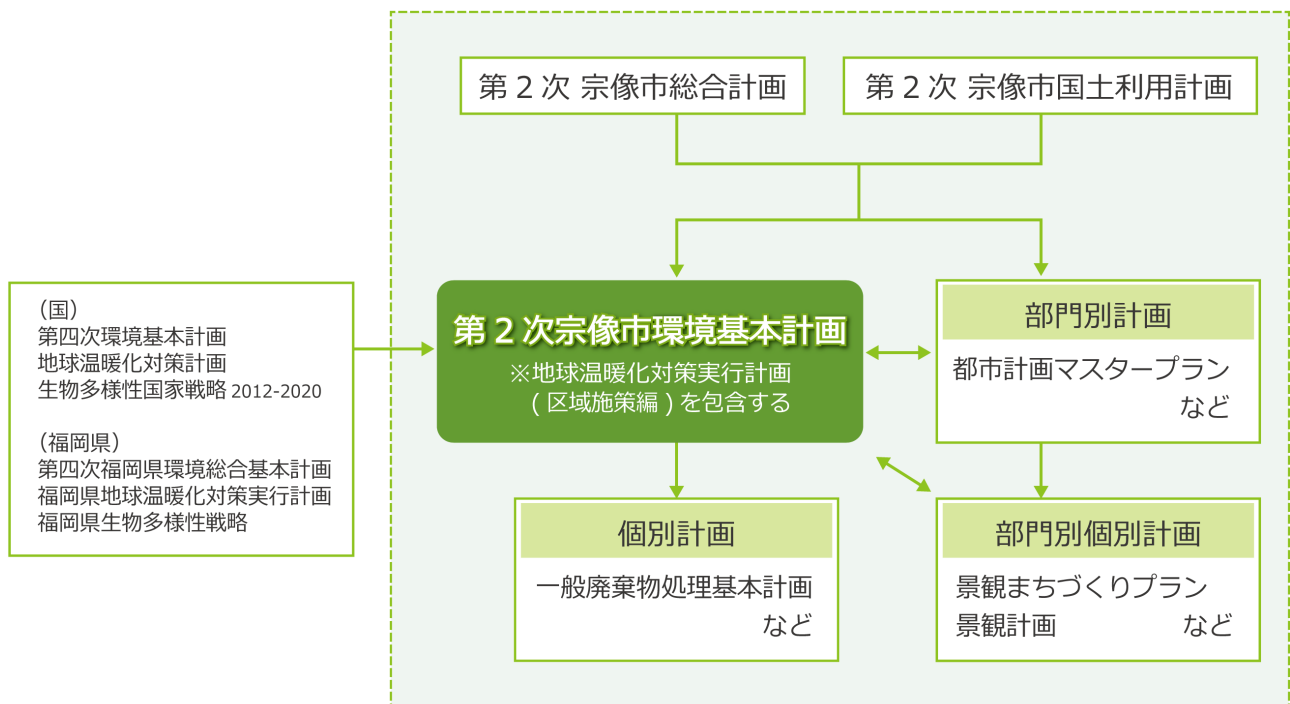 第２次 宗像市総合計画
第２次 宗像市国土利用計画
（国）
第四次環境基本計画
地球温暖化対策計画
生物多様性国家戦略 2012-2020
（福岡県）
第四次福岡県環境総合基本計画
福岡県地球温暖化対策実行計画
福岡県生物多様性戦略
第２次宗像市環境基本計画
※地球温暖化対策実行計画
( 区域施策編 ) を包含する
部門別計画
都市計画マスタープラン
など
個別計画
一般廃棄物処理基本計画
など
部門別個別計画
景観まちづくりプラン
景観計画 など